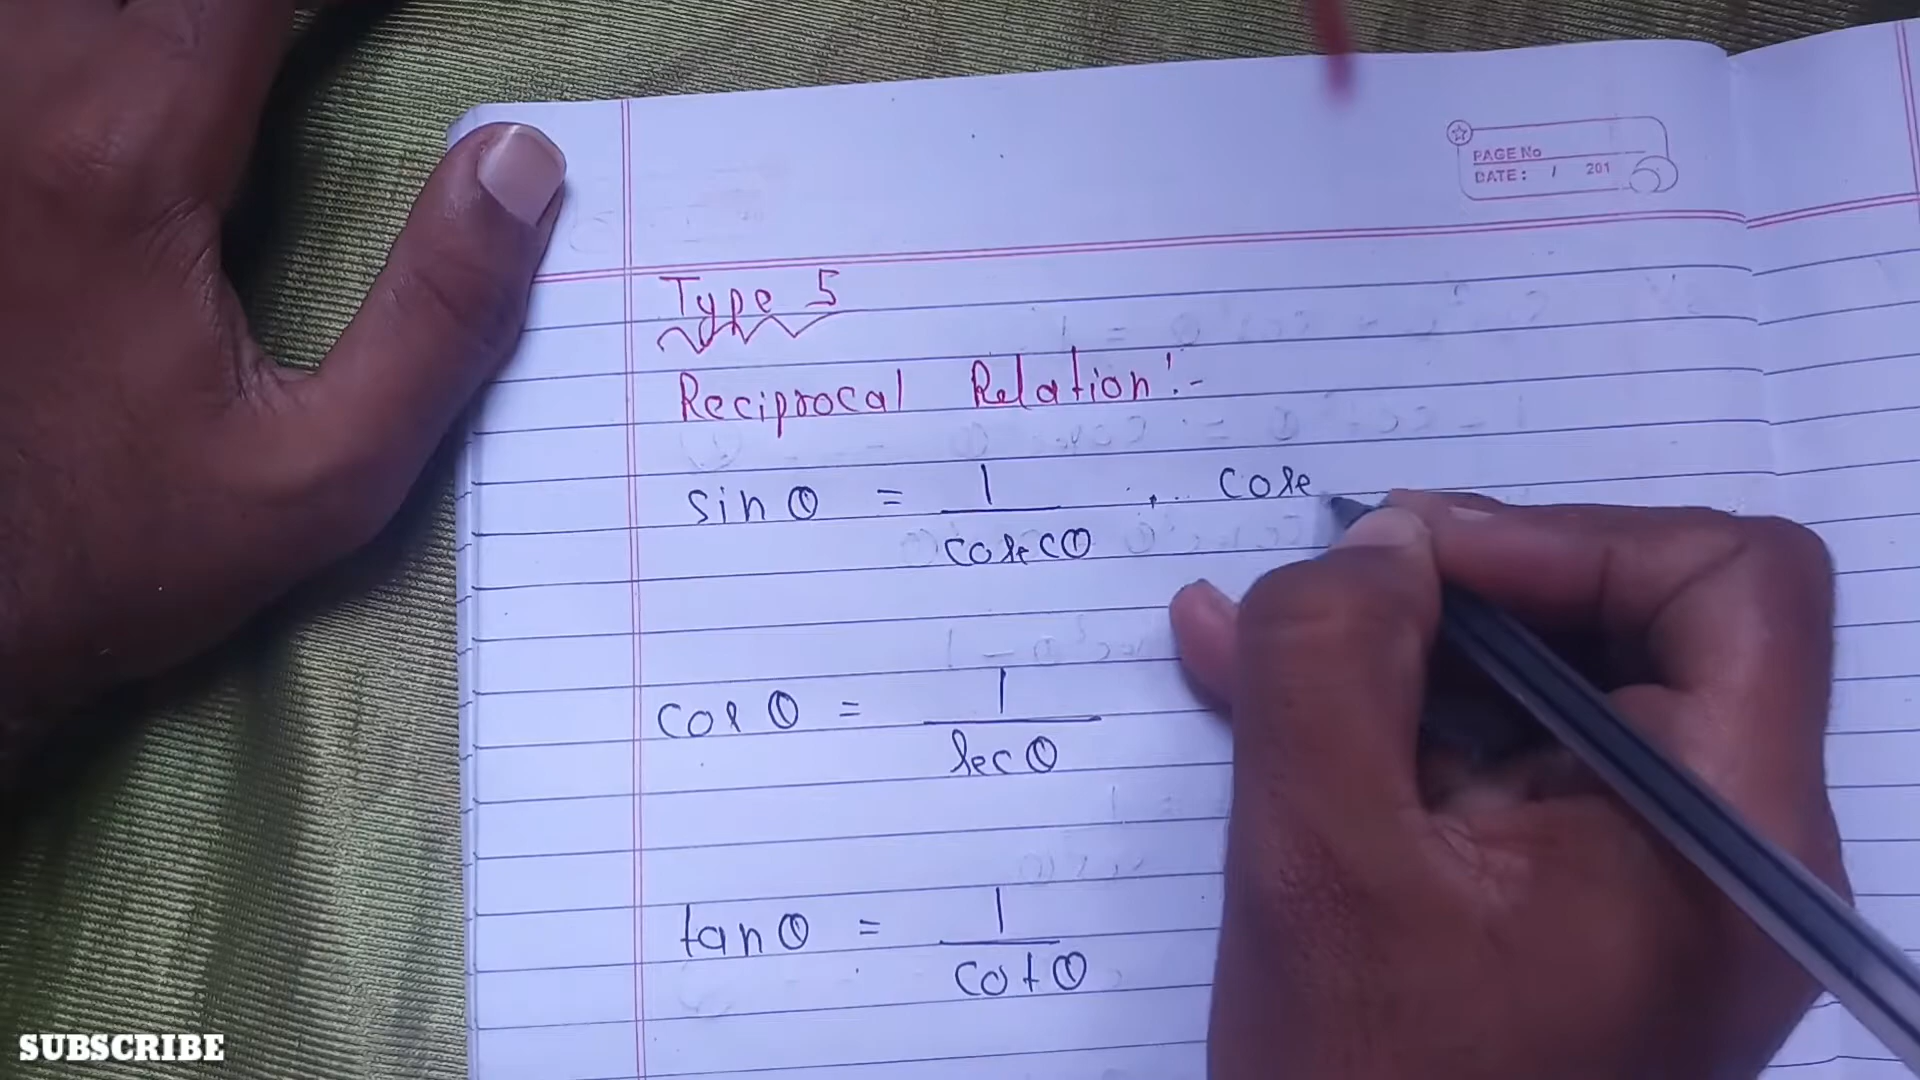 PAGE No
DATE: / 201
Type 5
Reciprocal Relation :-
sin θ = 1 / cosec θ , cose
cos θ = 1 / sec θ
tan θ = 1 / cot θ
SUBSCRIBE